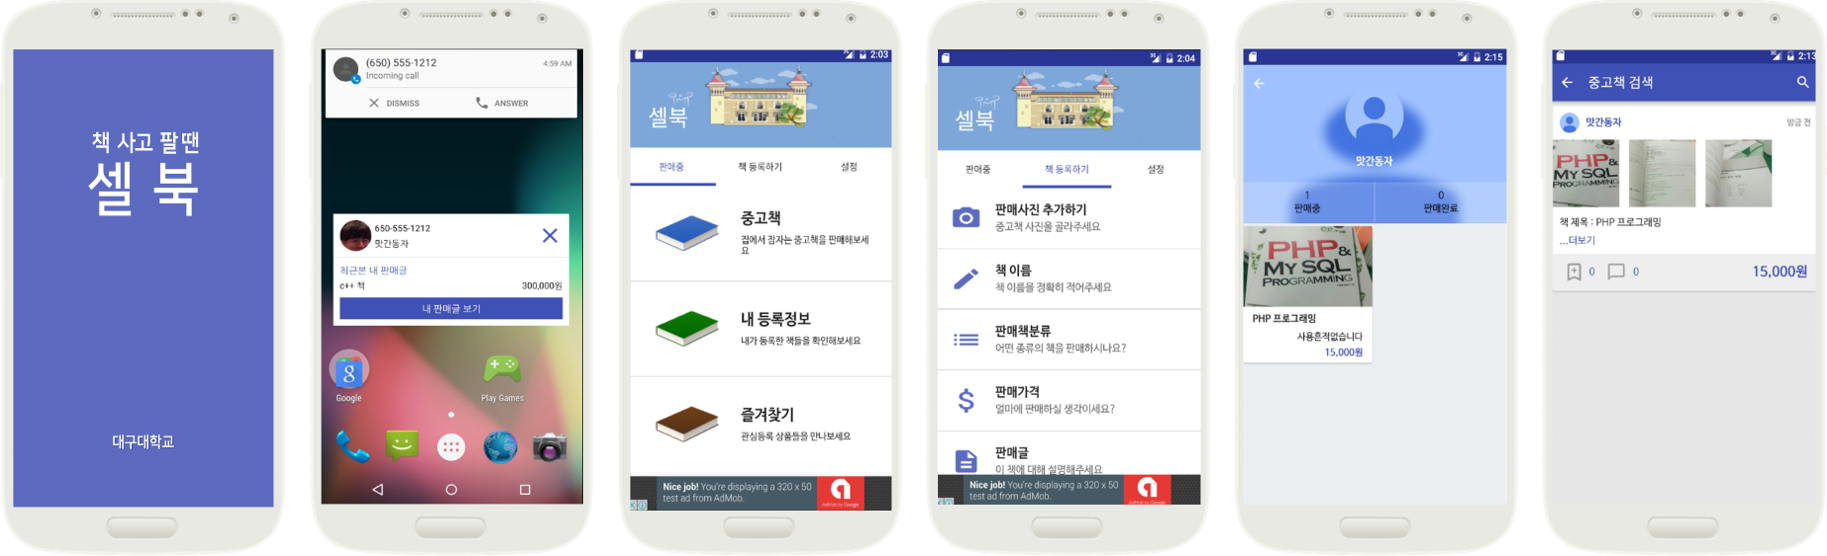 책 사고 팔땐
셀 북
대구대학교
(650) 555-1212
4:59 AM
Incoming call
DISMISS
ANSWER
650-555-1212
맛간동자
최근본 내 판매글
c++ 책
300,000원
내 판매글 보기
Google
Play Games
2:03
셀북
판매중
책 등록하기
설정
중고책
집에서 잠자는 중고책을 판매해보세
요
내 등록정보
내가 등록한 책들을 확인해보세요
즐겨찾기
관심등록 상품들을 만나보세요
Nice job! You're displaying a 320 x 50
test ad from AdMob.
AdMob by Google
2:04
셀북
판매중
책 등록하기
설정
판매사진 추가하기
중고책 사진을 골라주세요
책 이름
책 이름을 정확히 적어주세요
판매책분류
어떤 종류의 책을 판매하시나요?
판매가격
얼마에 판매하실 생각이세요?
판매글
이 책에 대해 설명해주세요
Nice job! You're displaying a 320 x 50
test ad from AdMob.
2:15
맛간동자
1
0
판매중
판매완료
PHP &
MY SQL
PROGRAMMING
PHP 프로그래밍
사용흔적없습니다
15,000원
2:13
중고책 검색
맛간동자
방금 전
PHP&
MY SQL
PROGRAMMING
책 제목 : PHP 프로그래밍
...더보기
0
0
15,000원